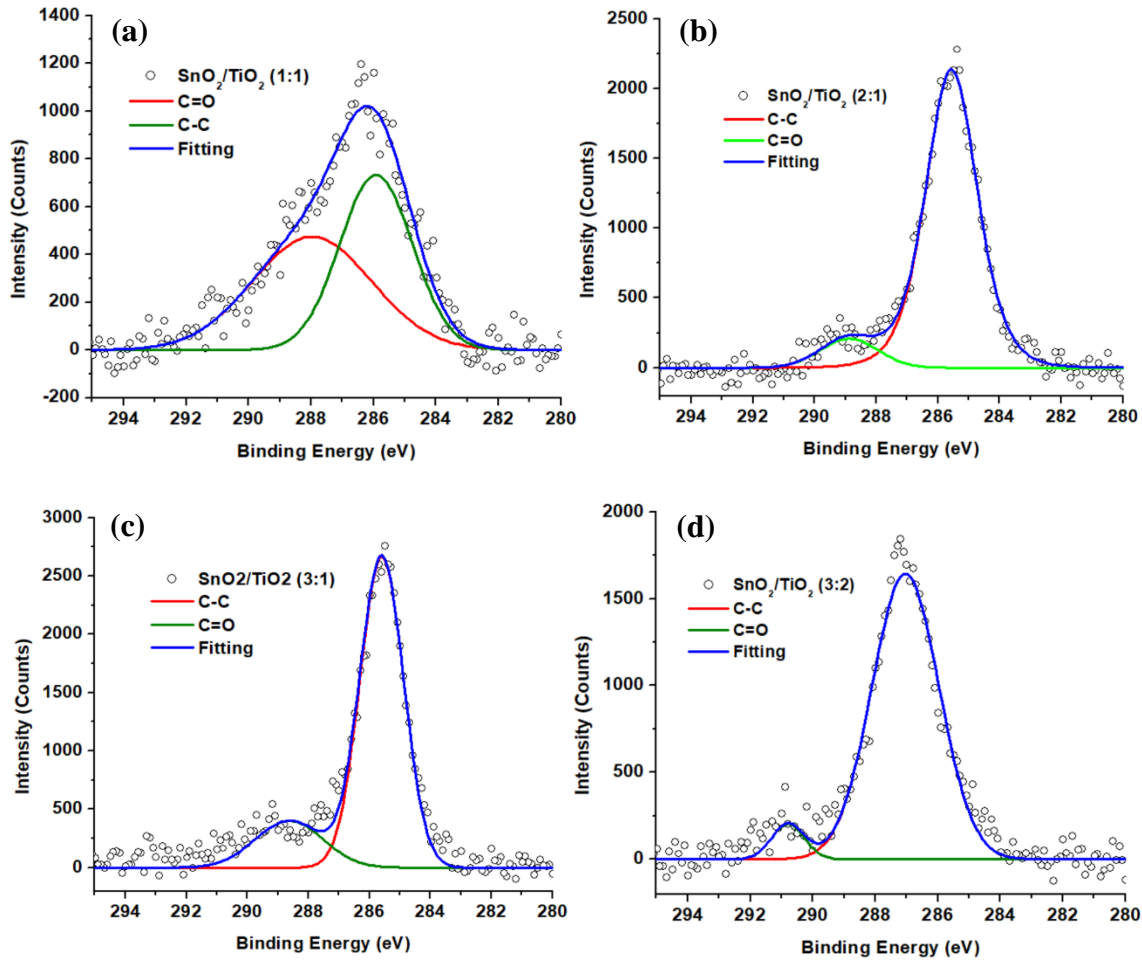 (a)
1400
1200
1000
800
600
400
200
0
-200
SnO₂/TiO₂ (1:1)
C=O
C-C
Fitting
Intensity (Counts)
294 292 290 288 286 284 282 280
Binding Energy (eV)
(b)
2500
2000
1500
1000
500
0
SnO₂/TiO₂ (2:1)
C-C
C=O
Fitting
Intensity (Counts)
294 292 290 288 286 284 282 280
Binding Energy (eV)
(c)
3000
2500
2000
1500
1000
500
0
SnO2/TiO2 (3:1)
C-C
C=O
Fitting
Intensity (Counts)
294 292 290 288 286 284 282 280
Binding Energy (eV)
(d)
2000
1500
1000
500
0
SnO₂/TiO₂ (3:2)
C-C
C=O
Fitting
Intensity (Counts)
294 292 290 288 286 284 282 280
Binding Energy (eV)